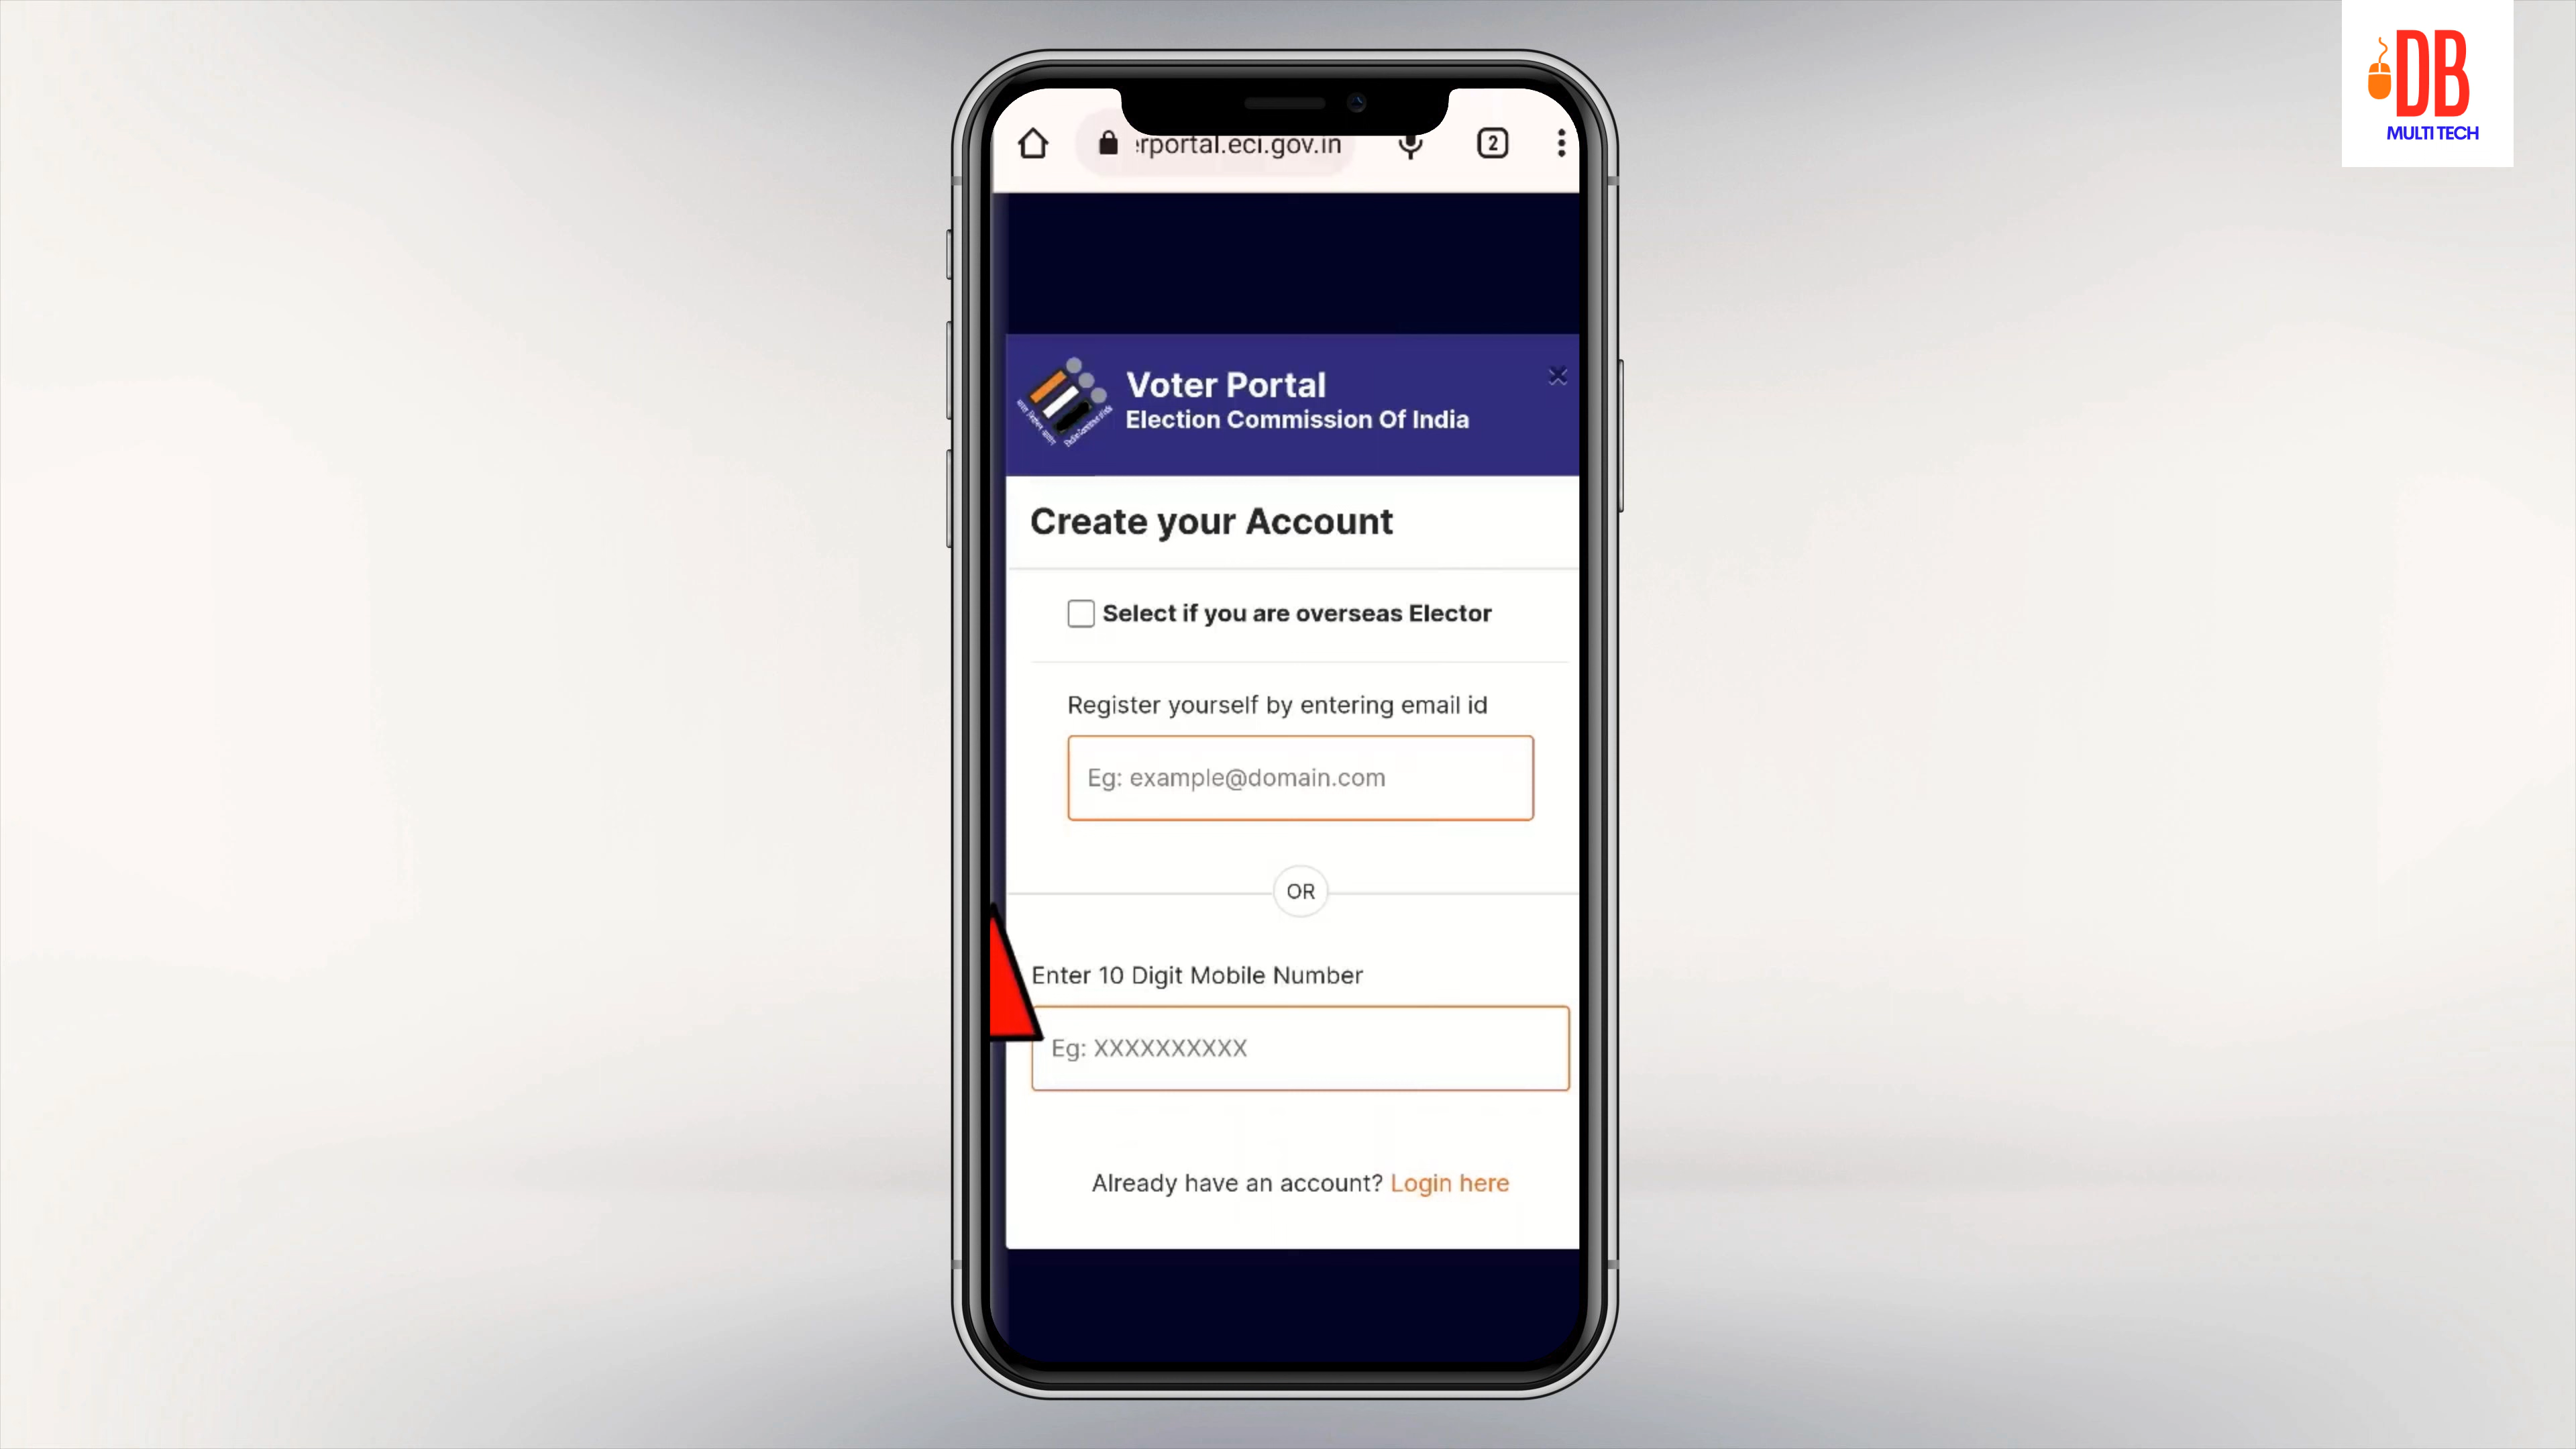 DB
MULTI TECH
rportal.eci.gov.in
2
Voter Portal
Election Commission Of India
Create your Account
Select if you are overseas Elector
Register yourself by entering email id
Eg: example@domain.com
OR
Enter 10 Digit Mobile Number
Eg: XXXXXXXXXX
Already have an account? Login here